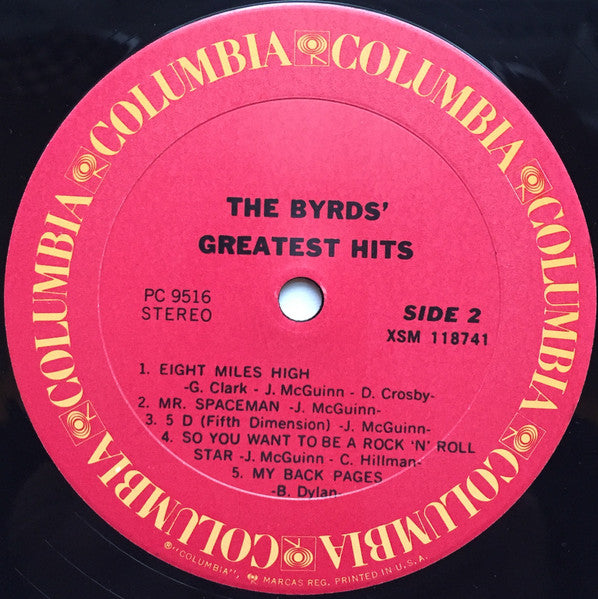 COLUMBIA COLUMBIA COLUMBIA COLUMBIA COLUMBIA COLUMBIA
THE BYRDS'
GREATEST HITS
PC 9516
STEREO
SIDE 2
XSM 118741
1. EIGHT MILES HIGH
-G. Clark - J. McGuinn - D. Crosby-
2. MR. SPACEMAN -J. McGuinn-
3. 5 D (Fifth Dimension) -J. McGuinn-
4. SO YOU WANT TO BE A ROCK 'N' ROLL
STAR -J. McGuinn - C. Hillman-
5. MY BACK PAGES
-B. Dylan-
℗"COLUMBIA", MARCAS REG. PRINTED IN U.S.A.